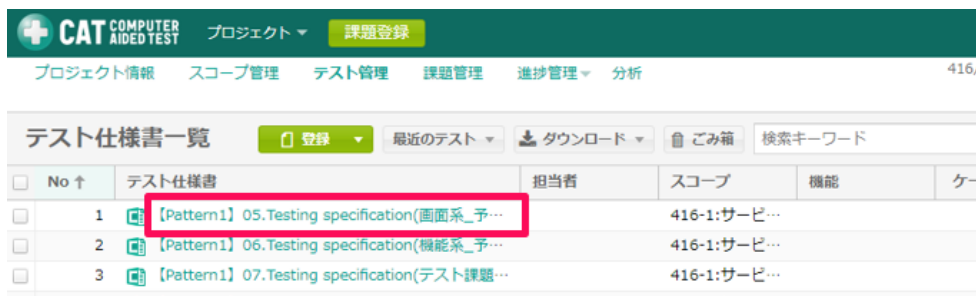 CAT COMPUTER AIDED TEST プロジェクト 課題登録
プロジェクト情報 スコープ管理 テスト管理 課題管理 進捗管理 分析 416/
テスト仕様書一覧 登録 最近のテスト ダウンロード ごみ箱 検索キーワード
No↑ テスト仕様書 担当者 スコープ 機能 ケー
1 【Pattern1】05.Testing specification(画面系_予… 416-1:サービ…
2 【Pattern1】06.Testing specification(機能系_予… 416-1:サービ…
3 【Pattern1】07.Testing specification(テスト課題… 416-1:サービ…